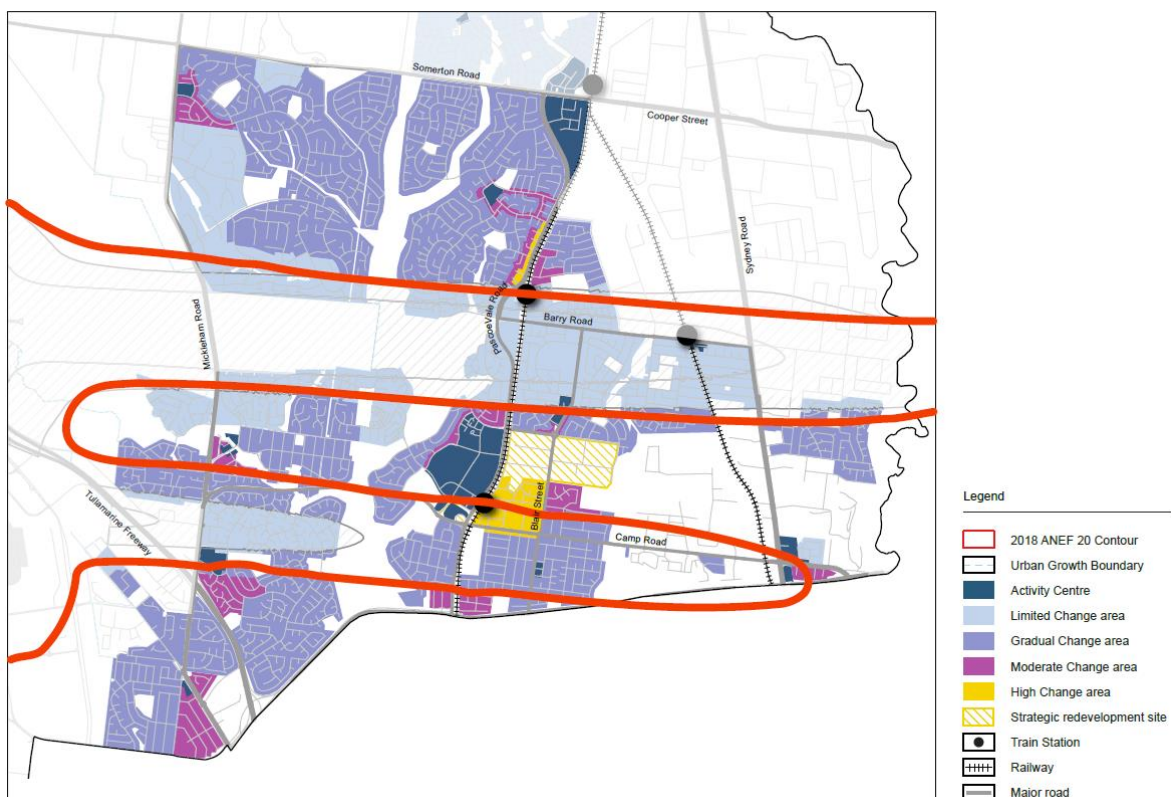 Somerton Road
Cooper Street
Sydney Road
Pascoe Vale Road
Barry Road
Mickleham Road
Tullamarine Freeway
Blair Street
Camp Road
Legend
2018 ANEF 20 Contour
Urban Growth Boundary
Activity Centre
Limited Change area
Gradual Change area
Moderate Change area
High Change area
Strategic redevelopment site
Train Station
Railway
Major road